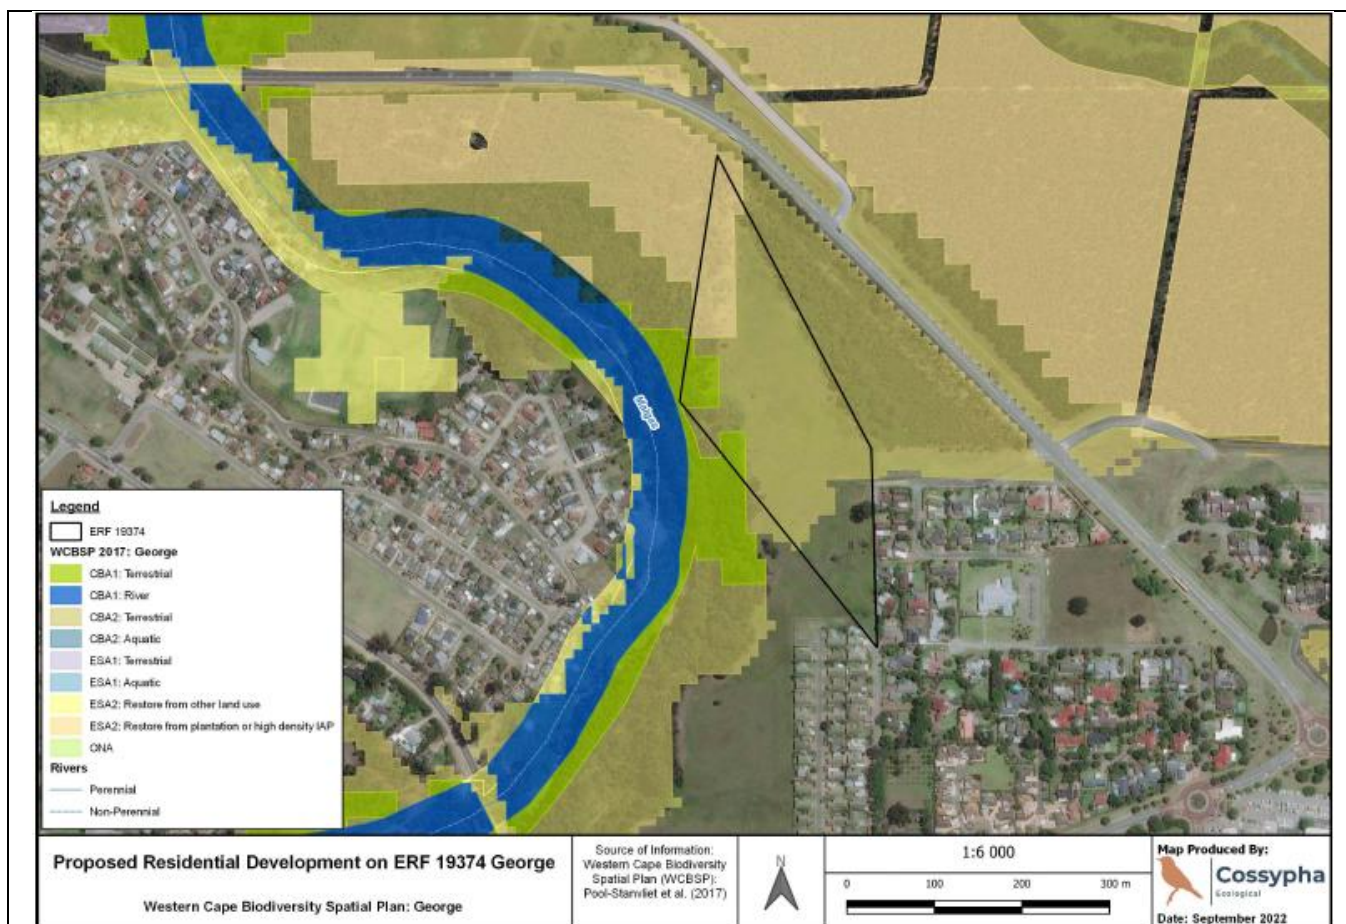 Malgas
Legend
ERF 19374
WCBSP 2017: George
CBA1: Terrestrial
CBA1: River
CBA2: Terrestrial
CBA2: Aquatic
ESA1: Terrestrial
ESA1: Aquatic
ESA2: Restore from other land use
ESA2: Restore from plantation or high density IAP
ONA
Rivers
Perennial
Non-Perennial
Proposed Residential Development on ERF 19374 George
Western Cape Biodiversity Spatial Plan: George
Source of Information:
Western Cape Biodiversity
Spatial Plan (WCBSP):
Pool-Stanvliet et al. (2017)
N
1:6 000
0 100 200 300 m
Map Produced By:
Cossypha
Ecological
Date: September 2022